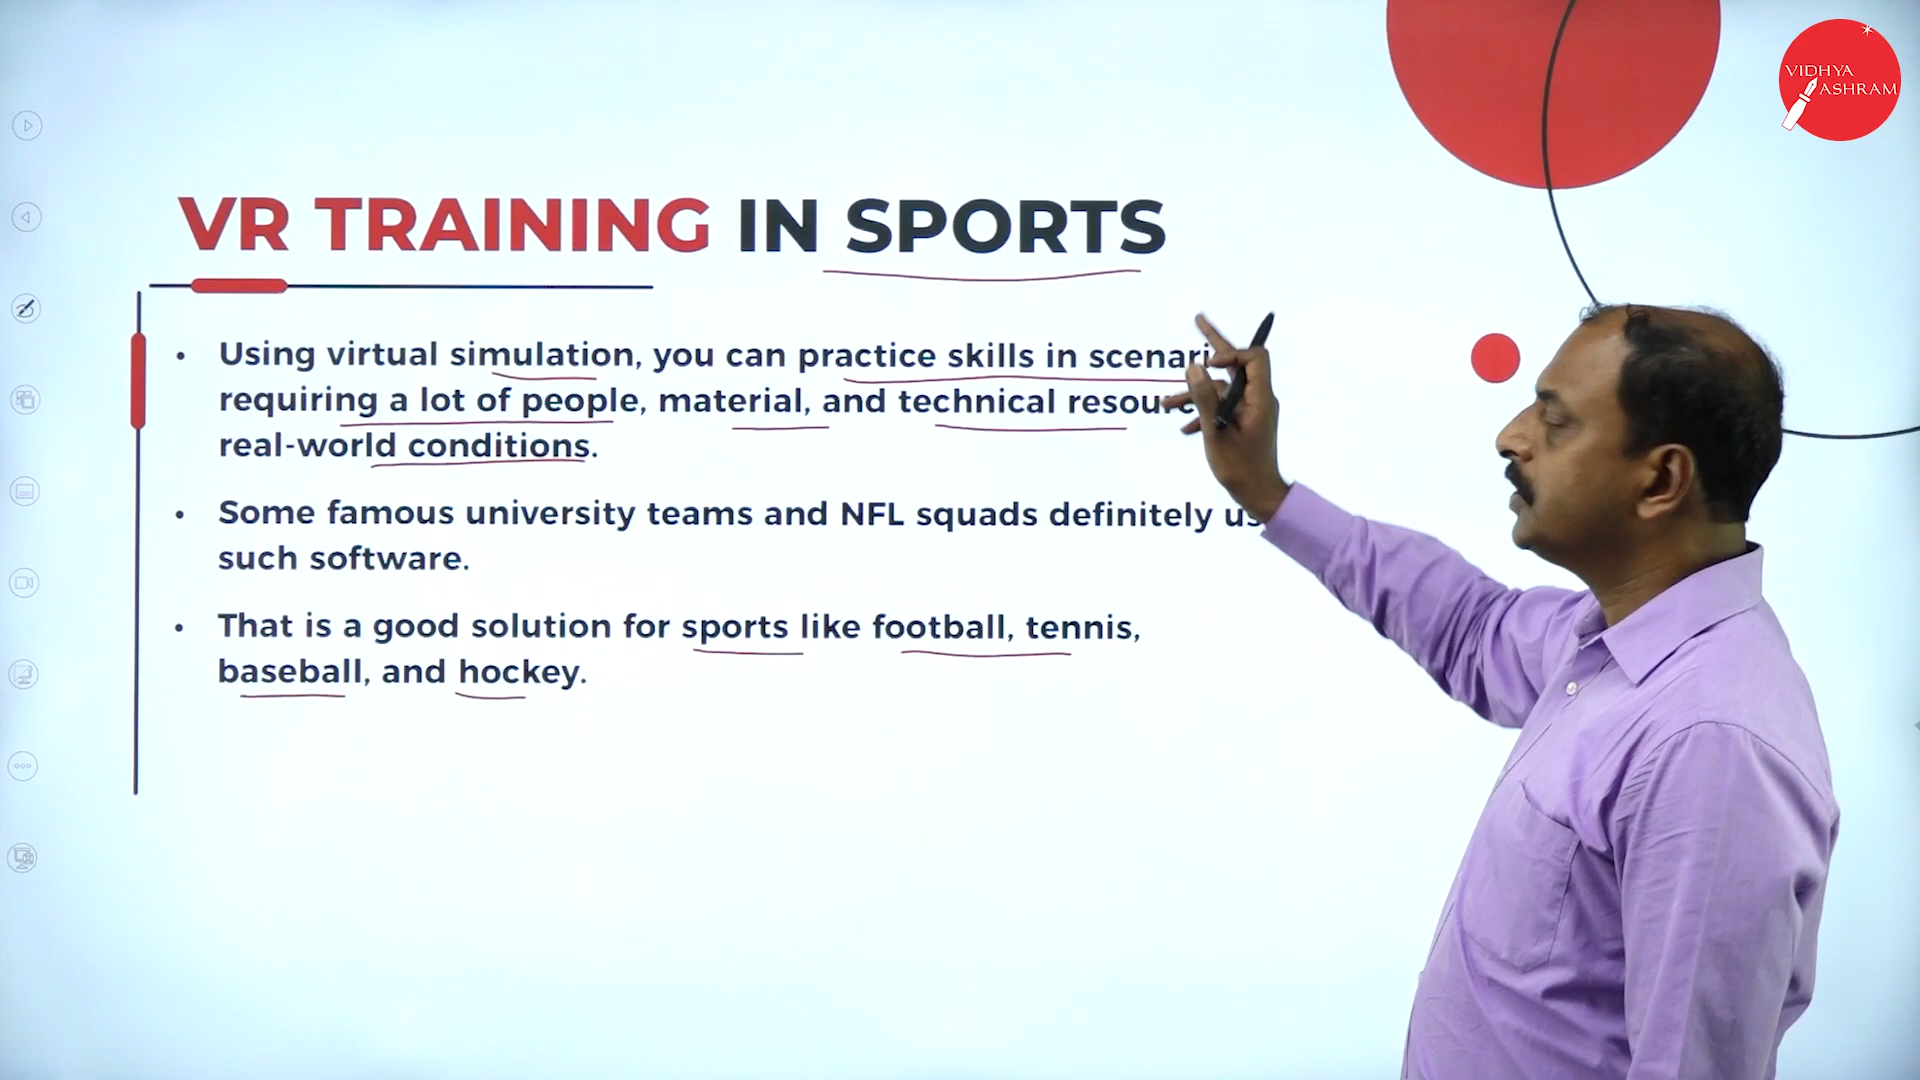 VIDHYA
ASHRAM
VR TRAINING IN SPORTS
• Using virtual simulation, you can practice skills in
requiring a lot of people, material, and technical
real-world conditions.
• Some famous university teams and NFL squads definitely
such software.
• That is a good solution for sports like football, tennis,
baseball, and hockey.